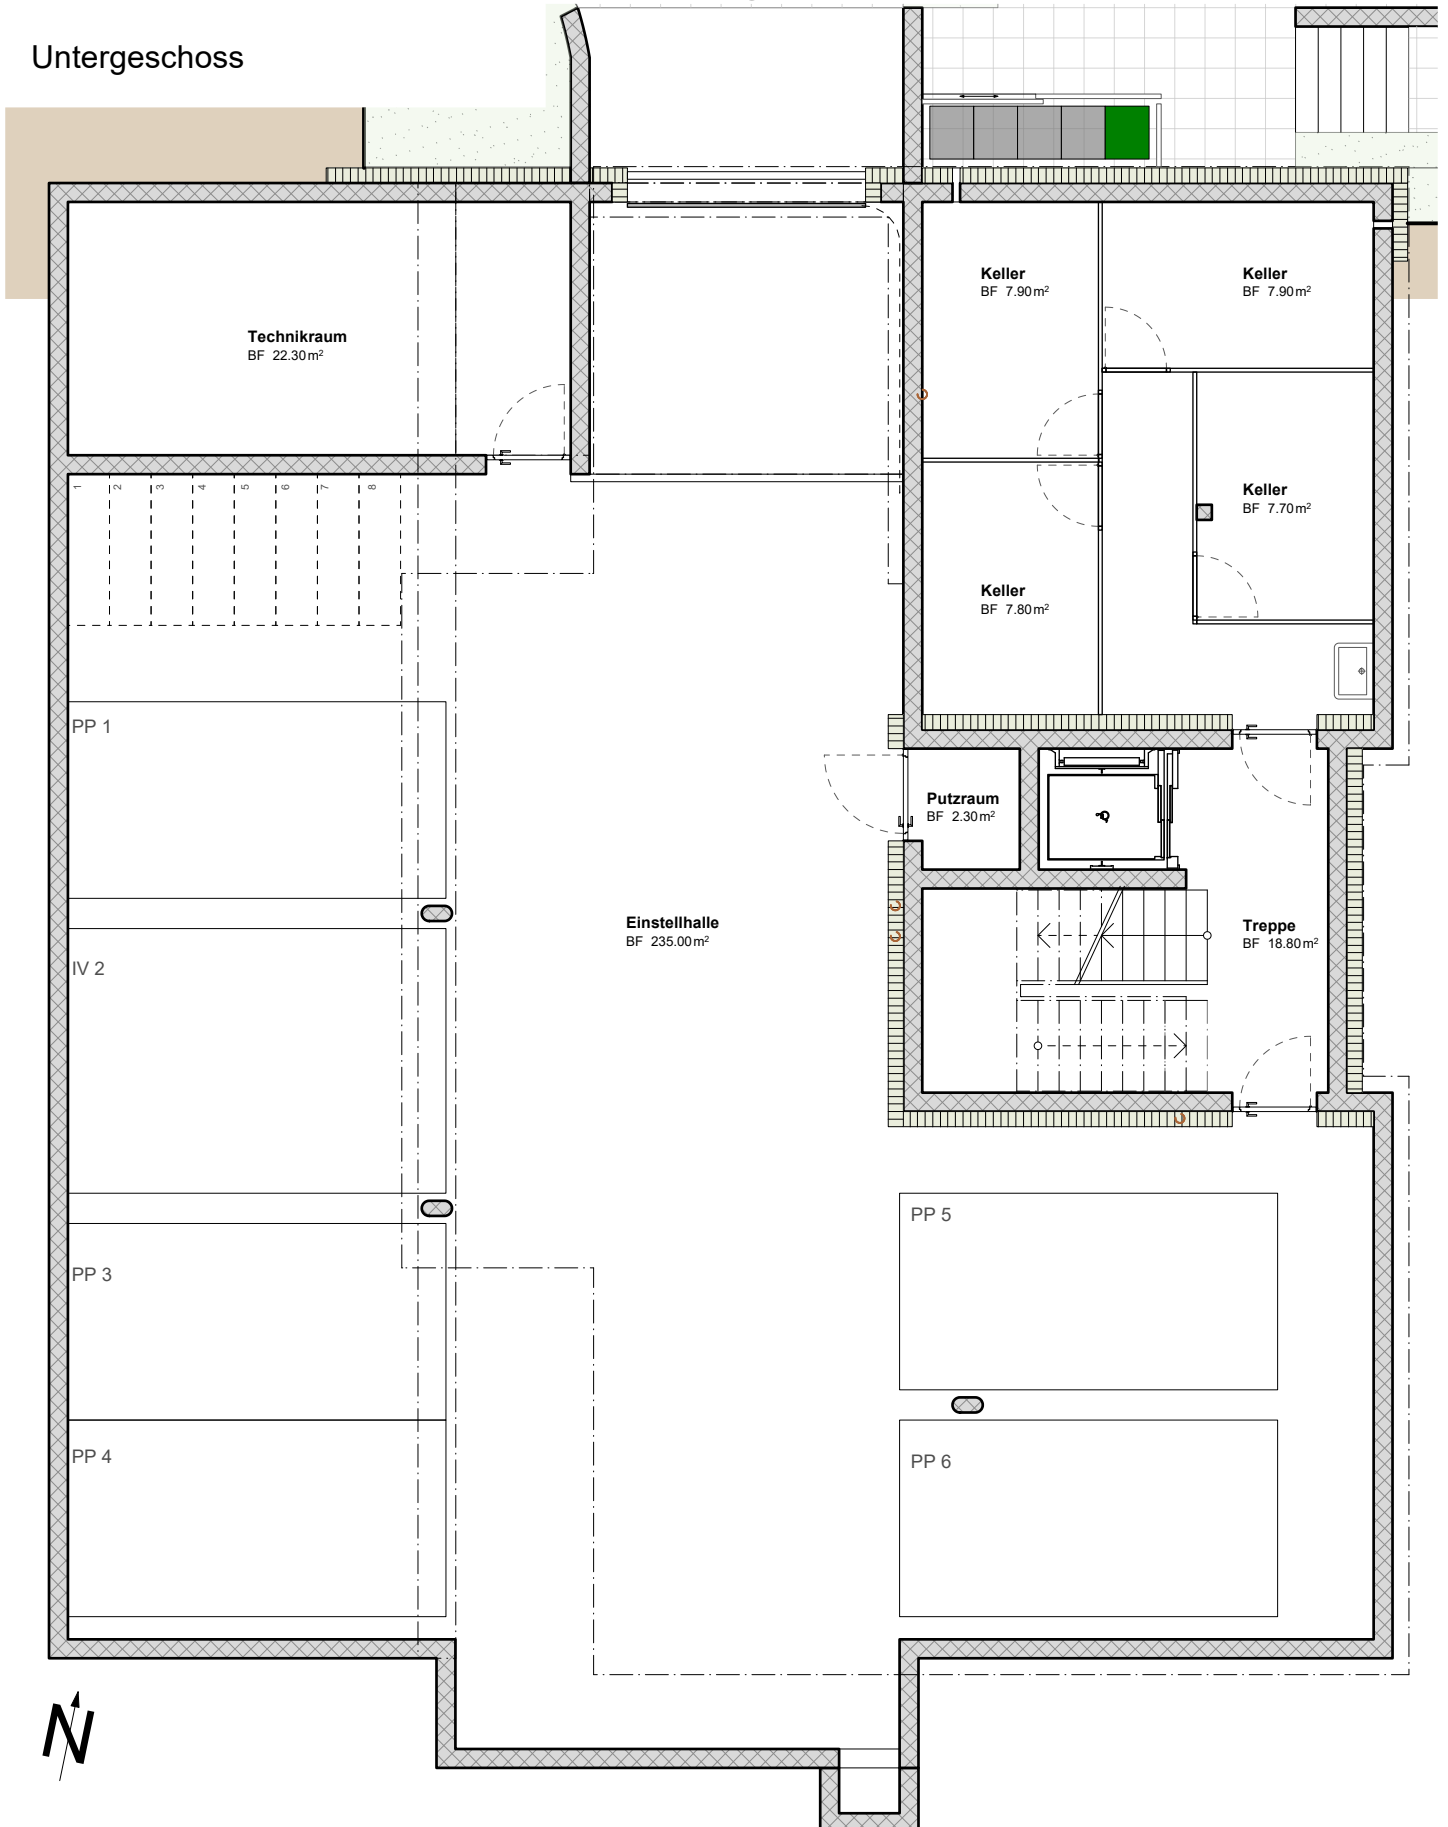 Untergeschoss
Keller
BF 7.90m²
Keller
BF 7.90m²
Technikraum
BF 22.30m²
1
2
3
4
5
6
7
8
Keller
BF 7.70m²
Keller
BF 7.80m²
PP 1
Putzraum
BF 2.30m²
Einstellhalle
BF 235.00m²
Treppe
BF 18.80m²
IV 2
PP 5
PP 3
PP 4
PP 6
N